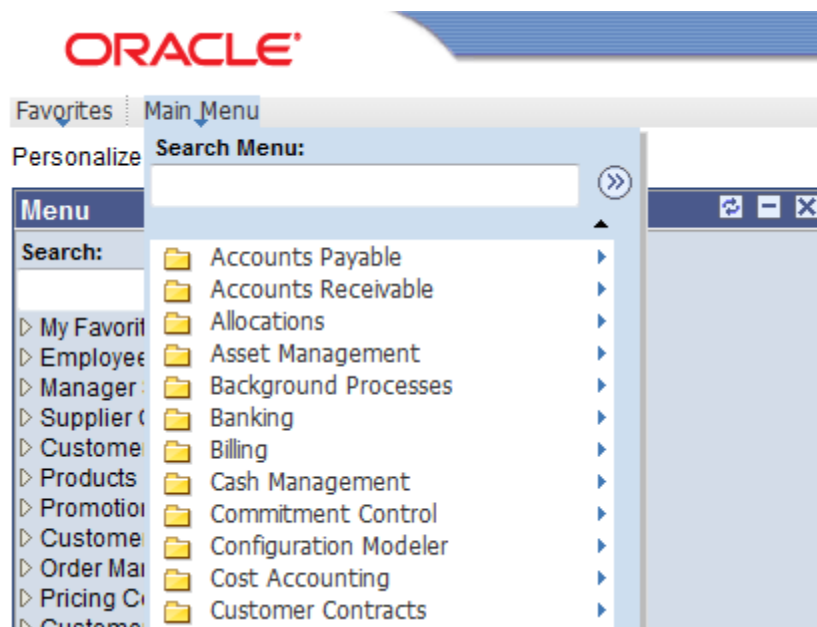 ORACLE
Favorites Main Menu
Personalize
Search Menu:
Menu
Search:
Accounts Payable
Accounts Receivable
Allocations
Asset Management
Background Processes
Banking
Billing
Cash Management
Commitment Control
Configuration Modeler
Cost Accounting
Customer Contracts
My Favorit
Employee
Manager
Supplier
Custome
Products
Promotio
Custome
Order Ma
Pricing C
Custome